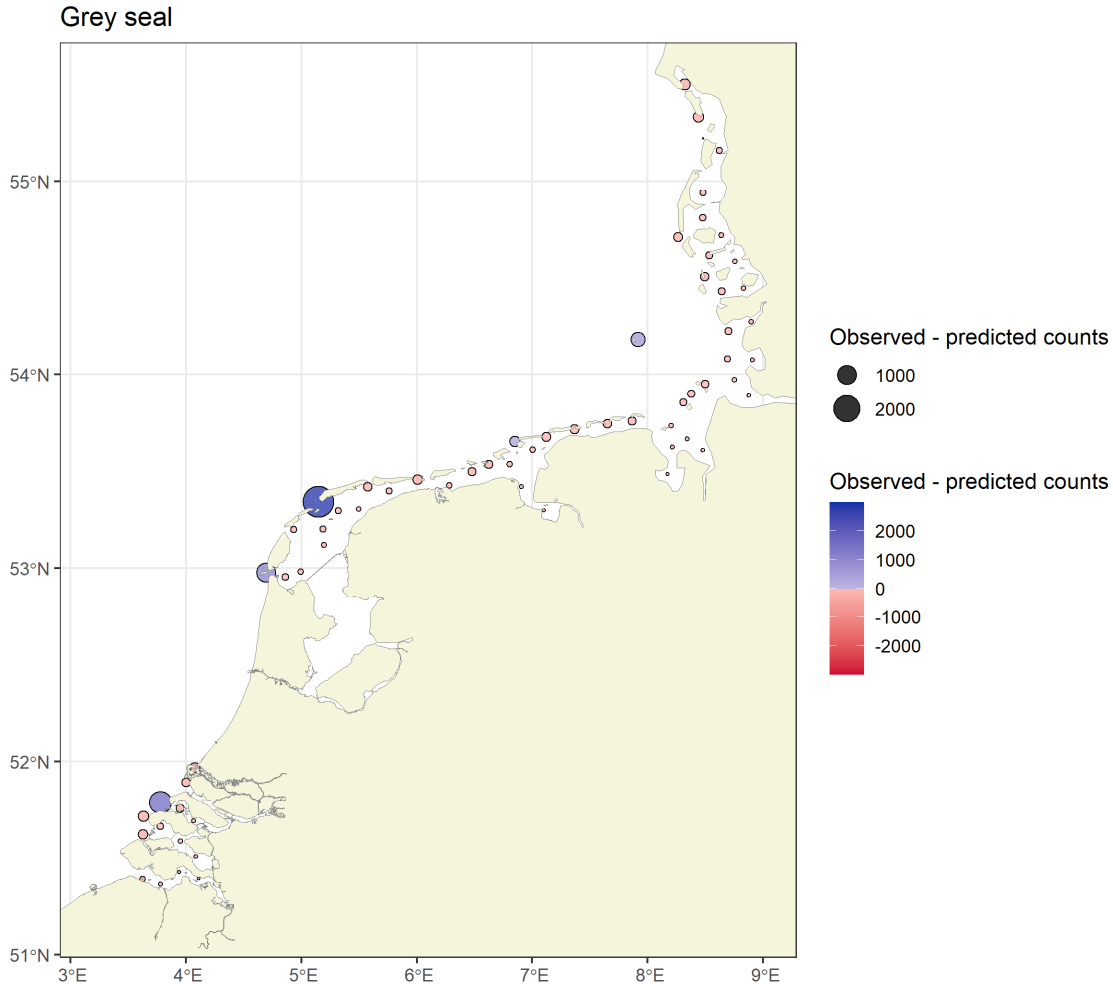 Grey seal
55°N
54°N
53°N
52°N
51°N
3°E
4°E
5°E
6°E
7°E
8°E
9°E
Observed - predicted counts
1000
2000
Observed - predicted counts
2000
1000
0
-1000
-2000